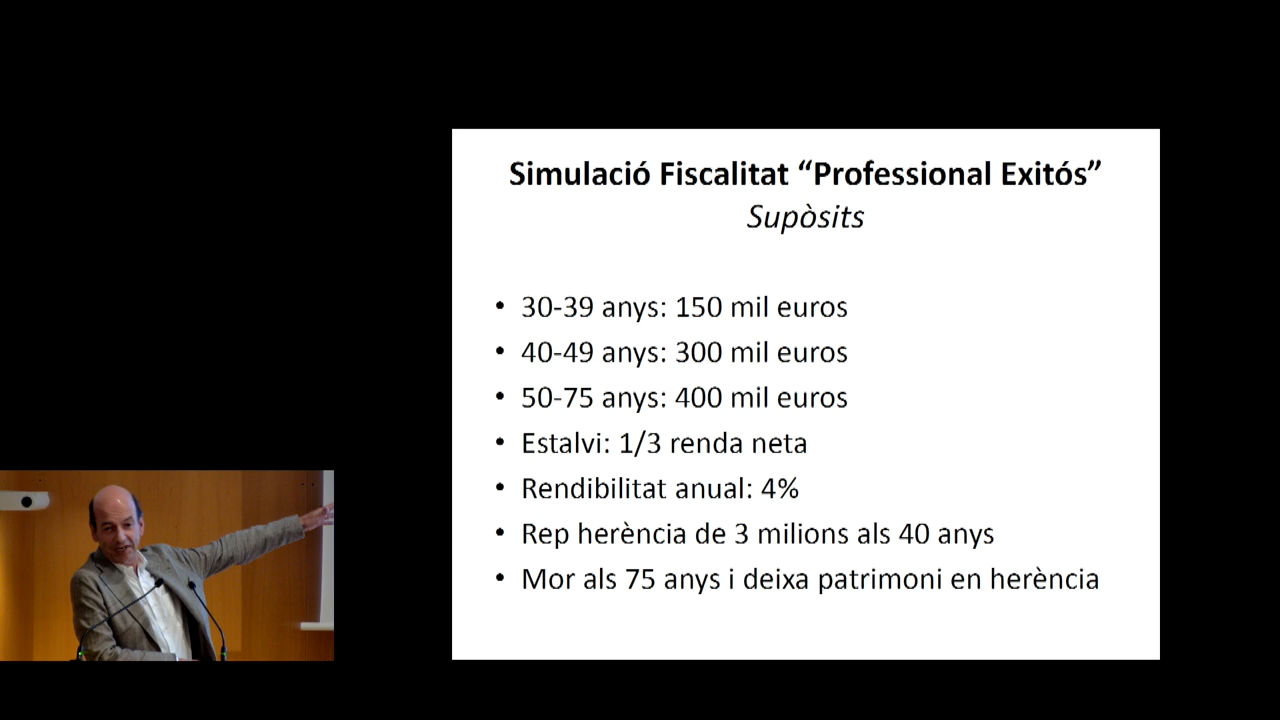 Simulació Fiscalitat “Professional Exitós”
Supòsits
• 30-39 anys: 150 mil euros
• 40-49 anys: 300 mil euros
• 50-75 anys: 400 mil euros
• Estalvi: 1/3 renda neta
• Rendibilitat anual: 4%
• Rep herència de 3 milions als 40 anys
• Mor als 75 anys i deixa patrimoni en herència